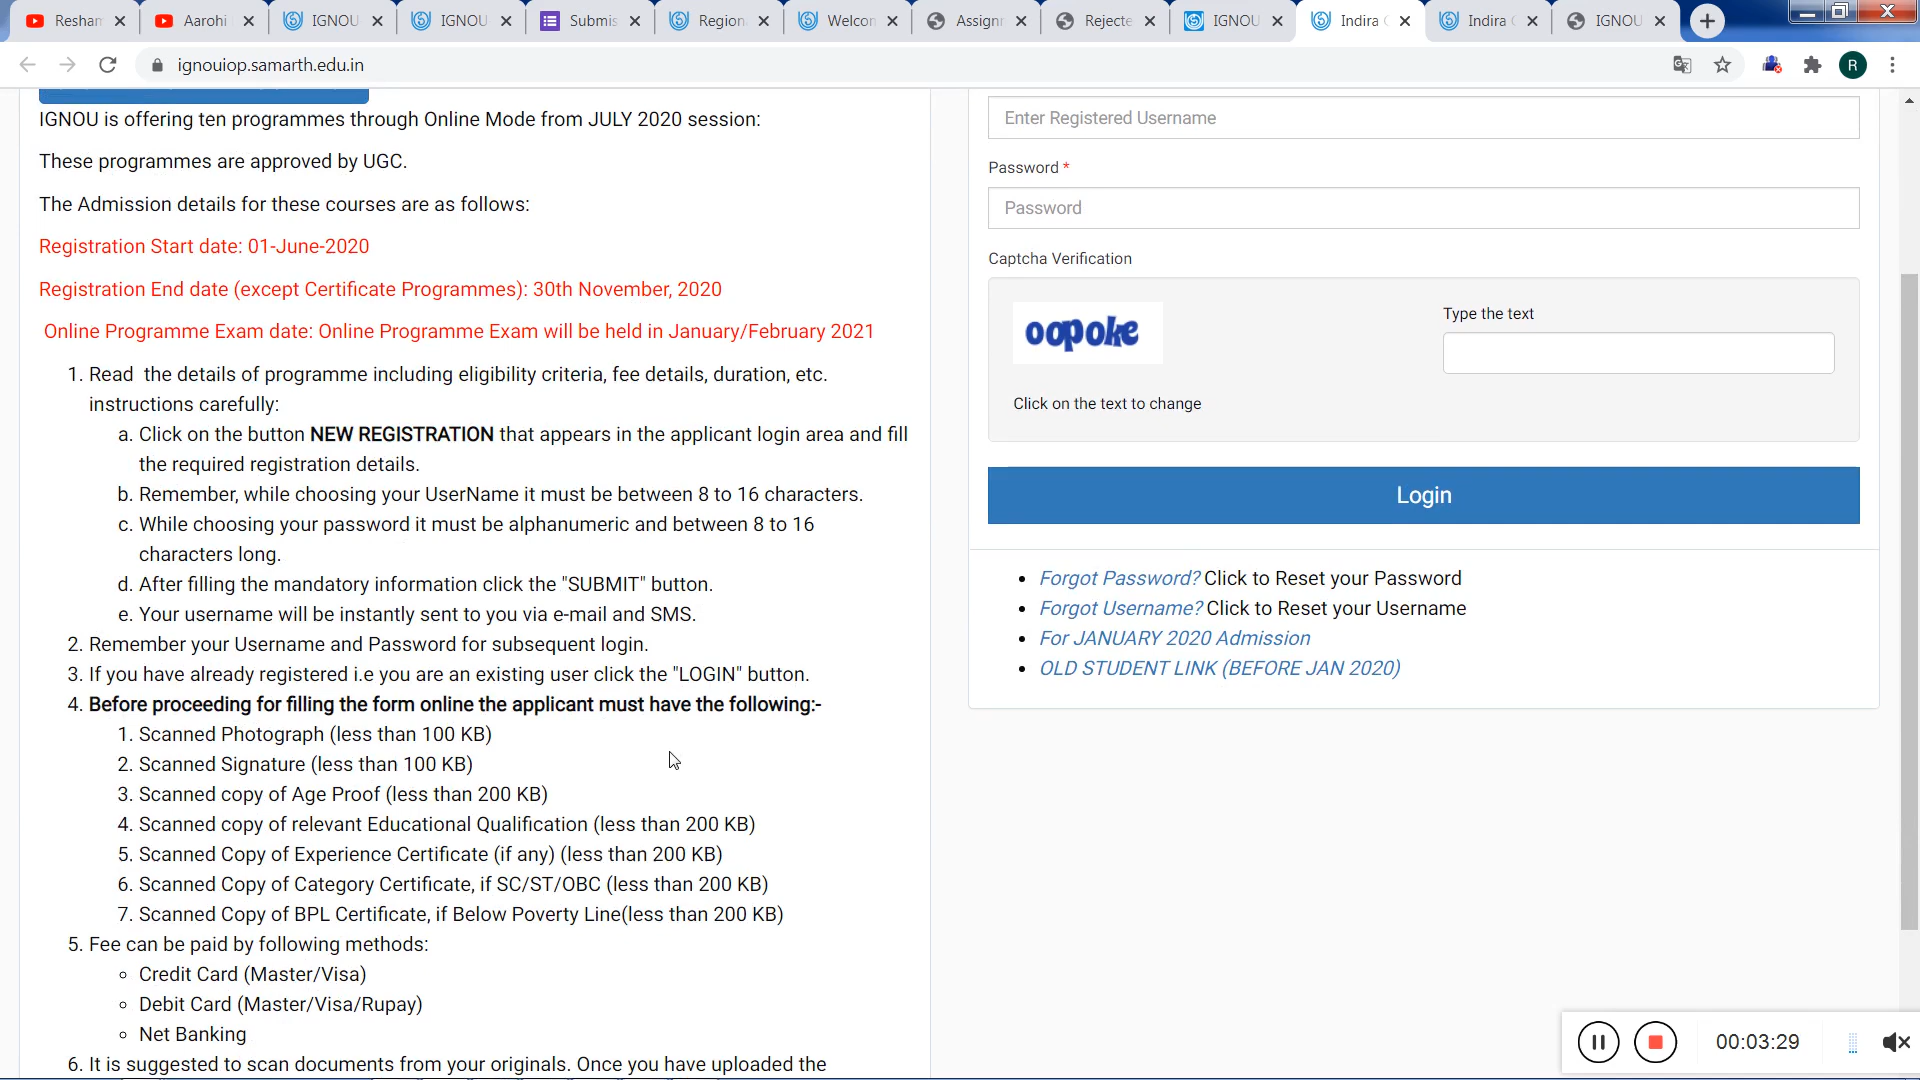 Resham
Aarohi
IGNOU
IGNOU
Submis
Region
Welcon
Assignm
Rejecte
IGNOU
Indira
Indira
IGNOU
ignouiop.samarth.edu.in
R
IGNOU is offering ten programmes through Online Mode from JULY 2020 session:
These programmes are approved by UGC.
The Admission details for these courses are as follows:
Registration Start date: 01-June-2020
Registration End date (except Certificate Programmes): 30th November, 2020
Online Programme Exam date: Online Programme Exam will be held in January/February 2021
1. Read the details of programme including eligibility criteria, fee details, duration, etc.
instructions carefully:
a. Click on the button NEW REGISTRATION that appears in the applicant login area and fill
the required registration details.
b. Remember, while choosing your UserName it must be between 8 to 16 characters.
c. While choosing your password it must be alphanumeric and between 8 to 16
characters long.
d. After filling the mandatory information click the "SUBMIT" button.
e. Your username will be instantly sent to you via e-mail and SMS.
2. Remember your Username and Password for subsequent login.
3. If you have already registered i.e you are an existing user click the "LOGIN" button.
4. Before proceeding for filling the form online the applicant must have the following:-
1. Scanned Photograph (less than 100 KB)
2. Scanned Signature (less than 100 KB)
3. Scanned copy of Age Proof (less than 200 KB)
4. Scanned copy of relevant Educational Qualification (less than 200 KB)
5. Scanned Copy of Experience Certificate (if any) (less than 200 KB)
6. Scanned Copy of Category Certificate, if SC/ST/OBC (less than 200 KB)
7. Scanned Copy of BPL Certificate, if Below Poverty Line(less than 200 KB)
5. Fee can be paid by following methods:
Credit Card (Master/Visa)
Debit Card (Master/Visa/Rupay)
Net Banking
6. It is suggested to scan documents from your originals. Once you have uploaded the
Enter Registered Username
Password *
Password
Captcha Verification
oopoke
Type the text
Click on the text to change
Login
Forgot Password? Click to Reset your Password
Forgot Username? Click to Reset your Username
For JANUARY 2020 Admission
OLD STUDENT LINK (BEFORE JAN 2020)
00:03:29